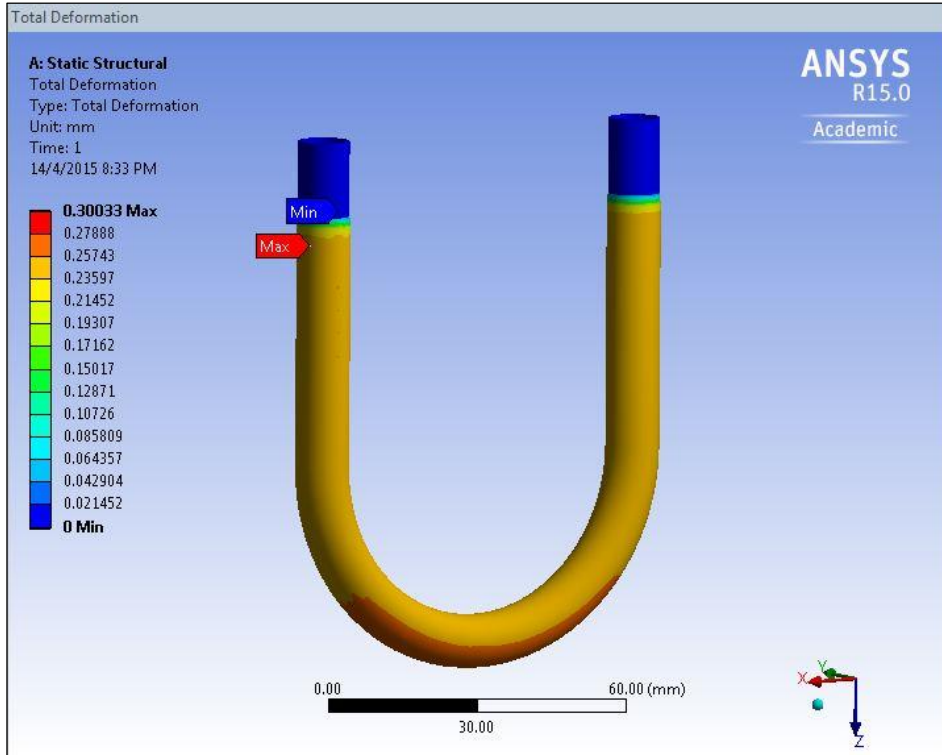 Total Deformation
A: Static Structural
Total Deformation
Type: Total Deformation
Unit: mm
Time: 1
14/4/2015 8:33 PM
0.30033 Max
0.27888
0.25743
0.23597
0.21452
0.19307
0.17162
0.15017
0.12871
0.10726
0.085809
0.064357
0.042904
0.021452
0 Min
ANSYS
R15.0
Academic
Min
Max
0.00
60.00 (mm)
30.00
X
Y
Z